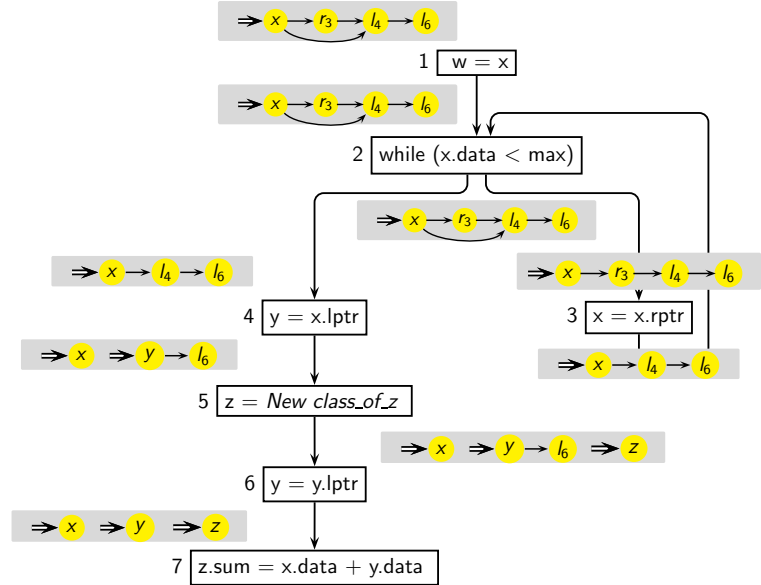 x r3 l4 l6
1 w = x
x r3 l4 l6
2 while (x.data < max)
x r3 l4 l6
x l4 l6
x r3 l4 l6
4 y = x.lptr
3 x = x.rptr
x y l6
x l4 l6
5 z = New class_of_z
x y l6 z
6 y = y.lptr
x y z
7 z.sum = x.data + y.data